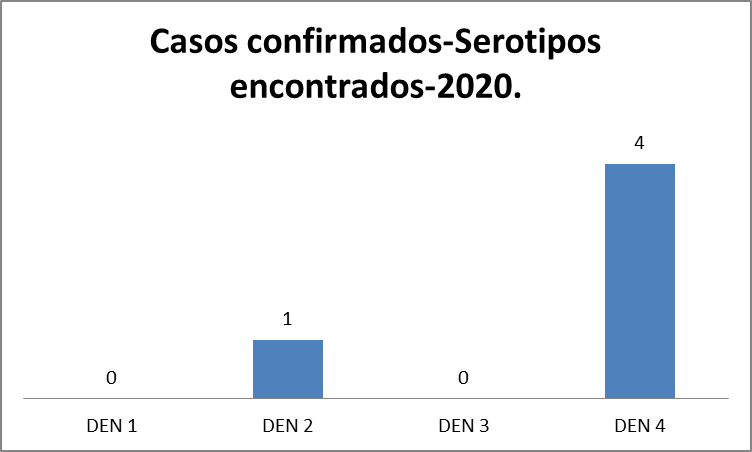 Casos confirmados-Serotipos
encontrados-2020.
4
1
0
0
DEN 1
DEN 2
DEN 3
DEN 4